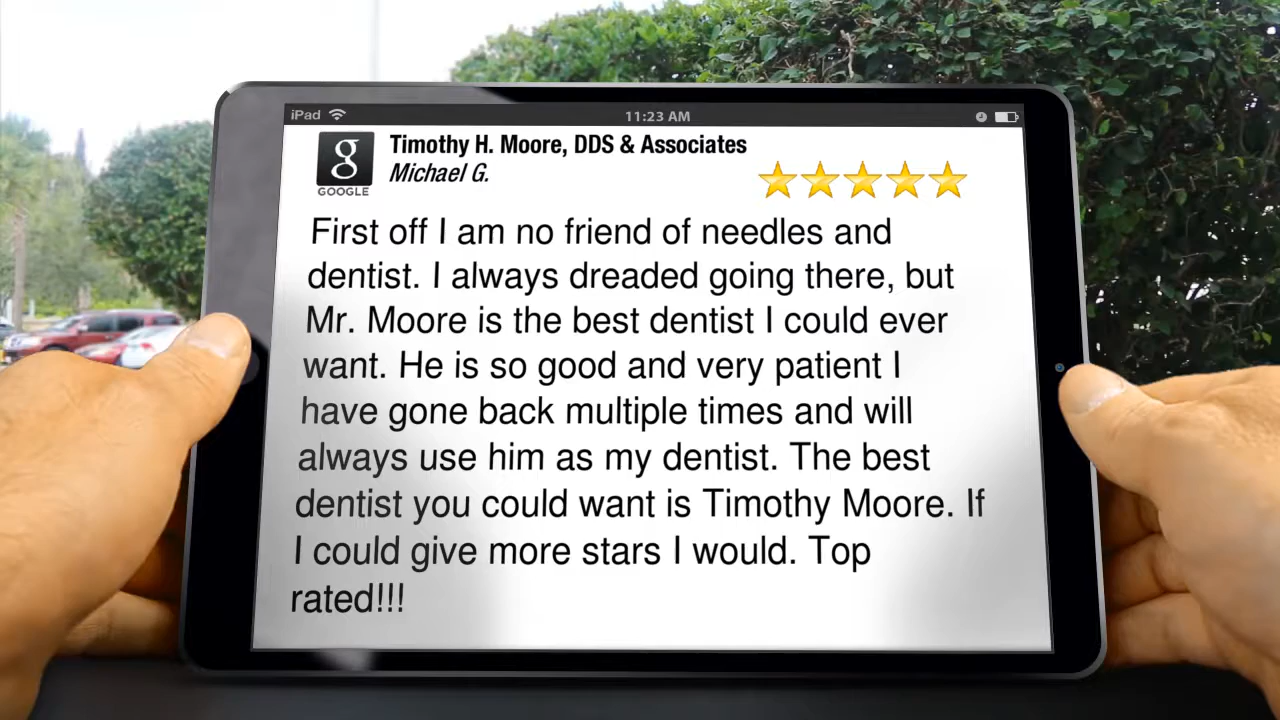 iPad 11:23 AM
g
GOOGLE
Timothy H. Moore, DDS & Associates
Michael G.
First off I am no friend of needles and
dentist. I always dreaded going there, but
Mr. Moore is the best dentist I could ever
want. He is so good and very patient I
have gone back multiple times and will
always use him as my dentist. The best
dentist you could want is Timothy Moore. If
I could give more stars I would. Top
rated!!!